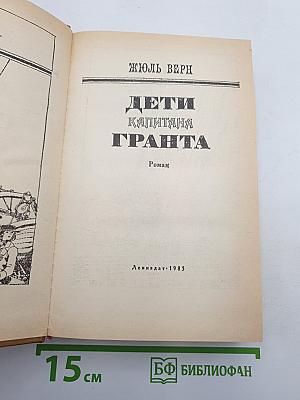 ЖЮЛЬ ВЕРН
ДЕТИ
КАПИТАНА
ГРАНТА
Роман
Лениздат·1985
15 см
БФ БИБЛИОФАН